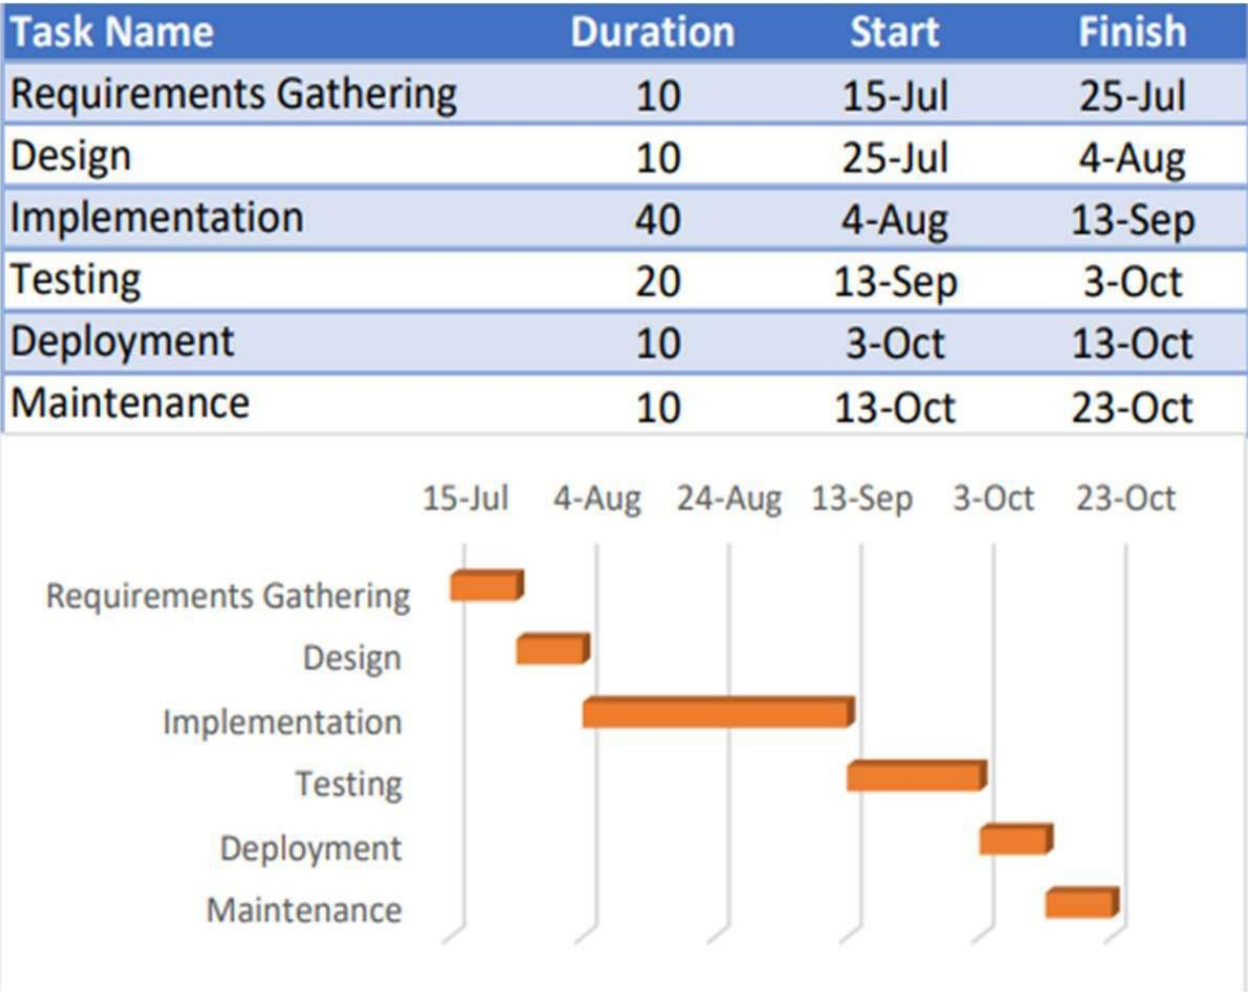 Task Name Duration Start Finish
Requirements Gathering 10 15-Jul 25-Jul
Design 10 25-Jul 4-Aug
Implementation 40 4-Aug 13-Sep
Testing 20 13-Sep 3-Oct
Deployment 10 3-Oct 13-Oct
Maintenance 10 13-Oct 23-Oct
15-Jul 4-Aug 24-Aug 13-Sep 3-Oct 23-Oct
Requirements Gathering
Design
Implementation
Testing
Deployment
Maintenance